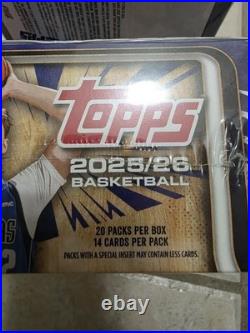 TOPPS
2025/26
BASKETBALL
20 PACKS PER BOX
14 CARDS PER PACK
PACKS WITH A SPECIAL INSERT MAY CONTAIN LESS CARDS.